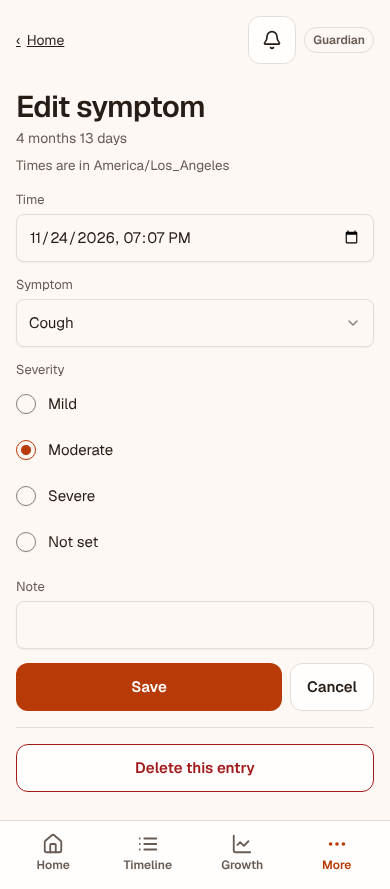 ‹ Home
Guardian
Edit symptom
4 months 13 days
Times are in America/Los_Angeles
Time
11/24/2026, 07:07 PM
Symptom
Cough
Severity
Mild
Moderate
Severe
Not set
Note
Save
Cancel
Delete this entry
Home
Timeline
Growth
More